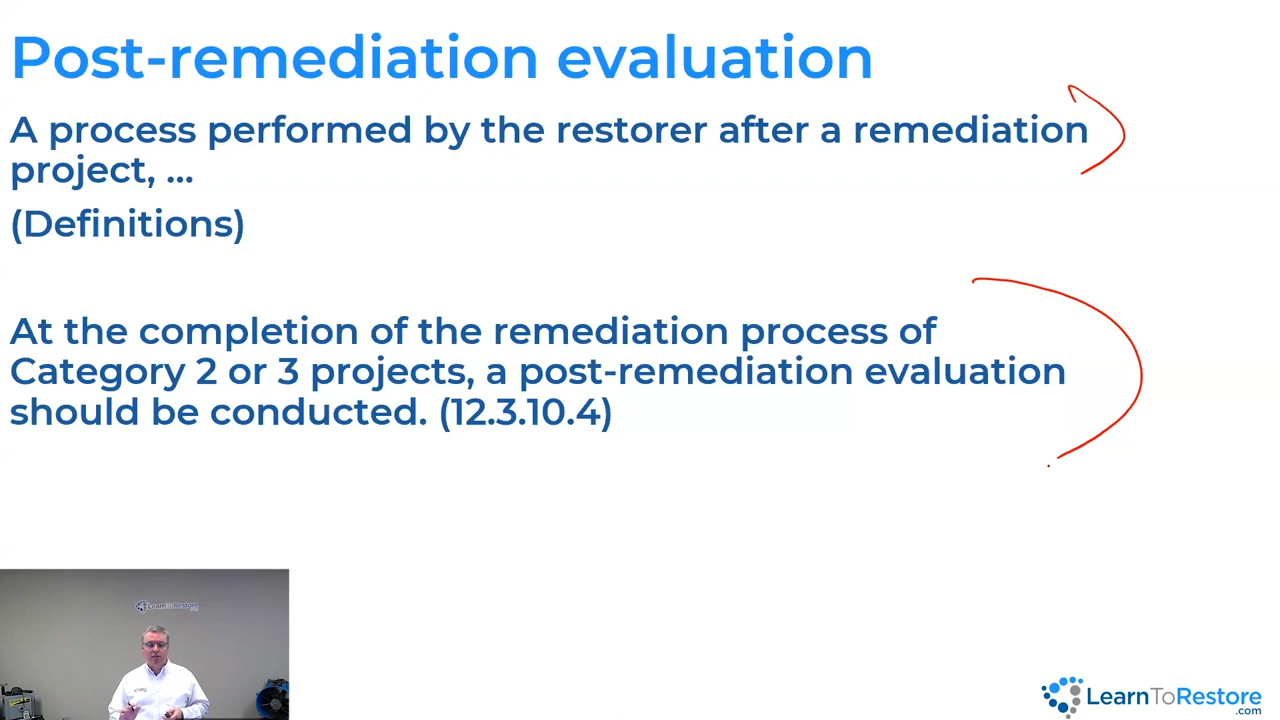 Post-remediation evaluation
A process performed by the restorer after a remediation
project, ...
(Definitions)
At the completion of the remediation process of
Category 2 or 3 projects, a post-remediation evaluation
should be conducted. (12.3.10.4)
LearnToRestore
LearnToRestore
.com